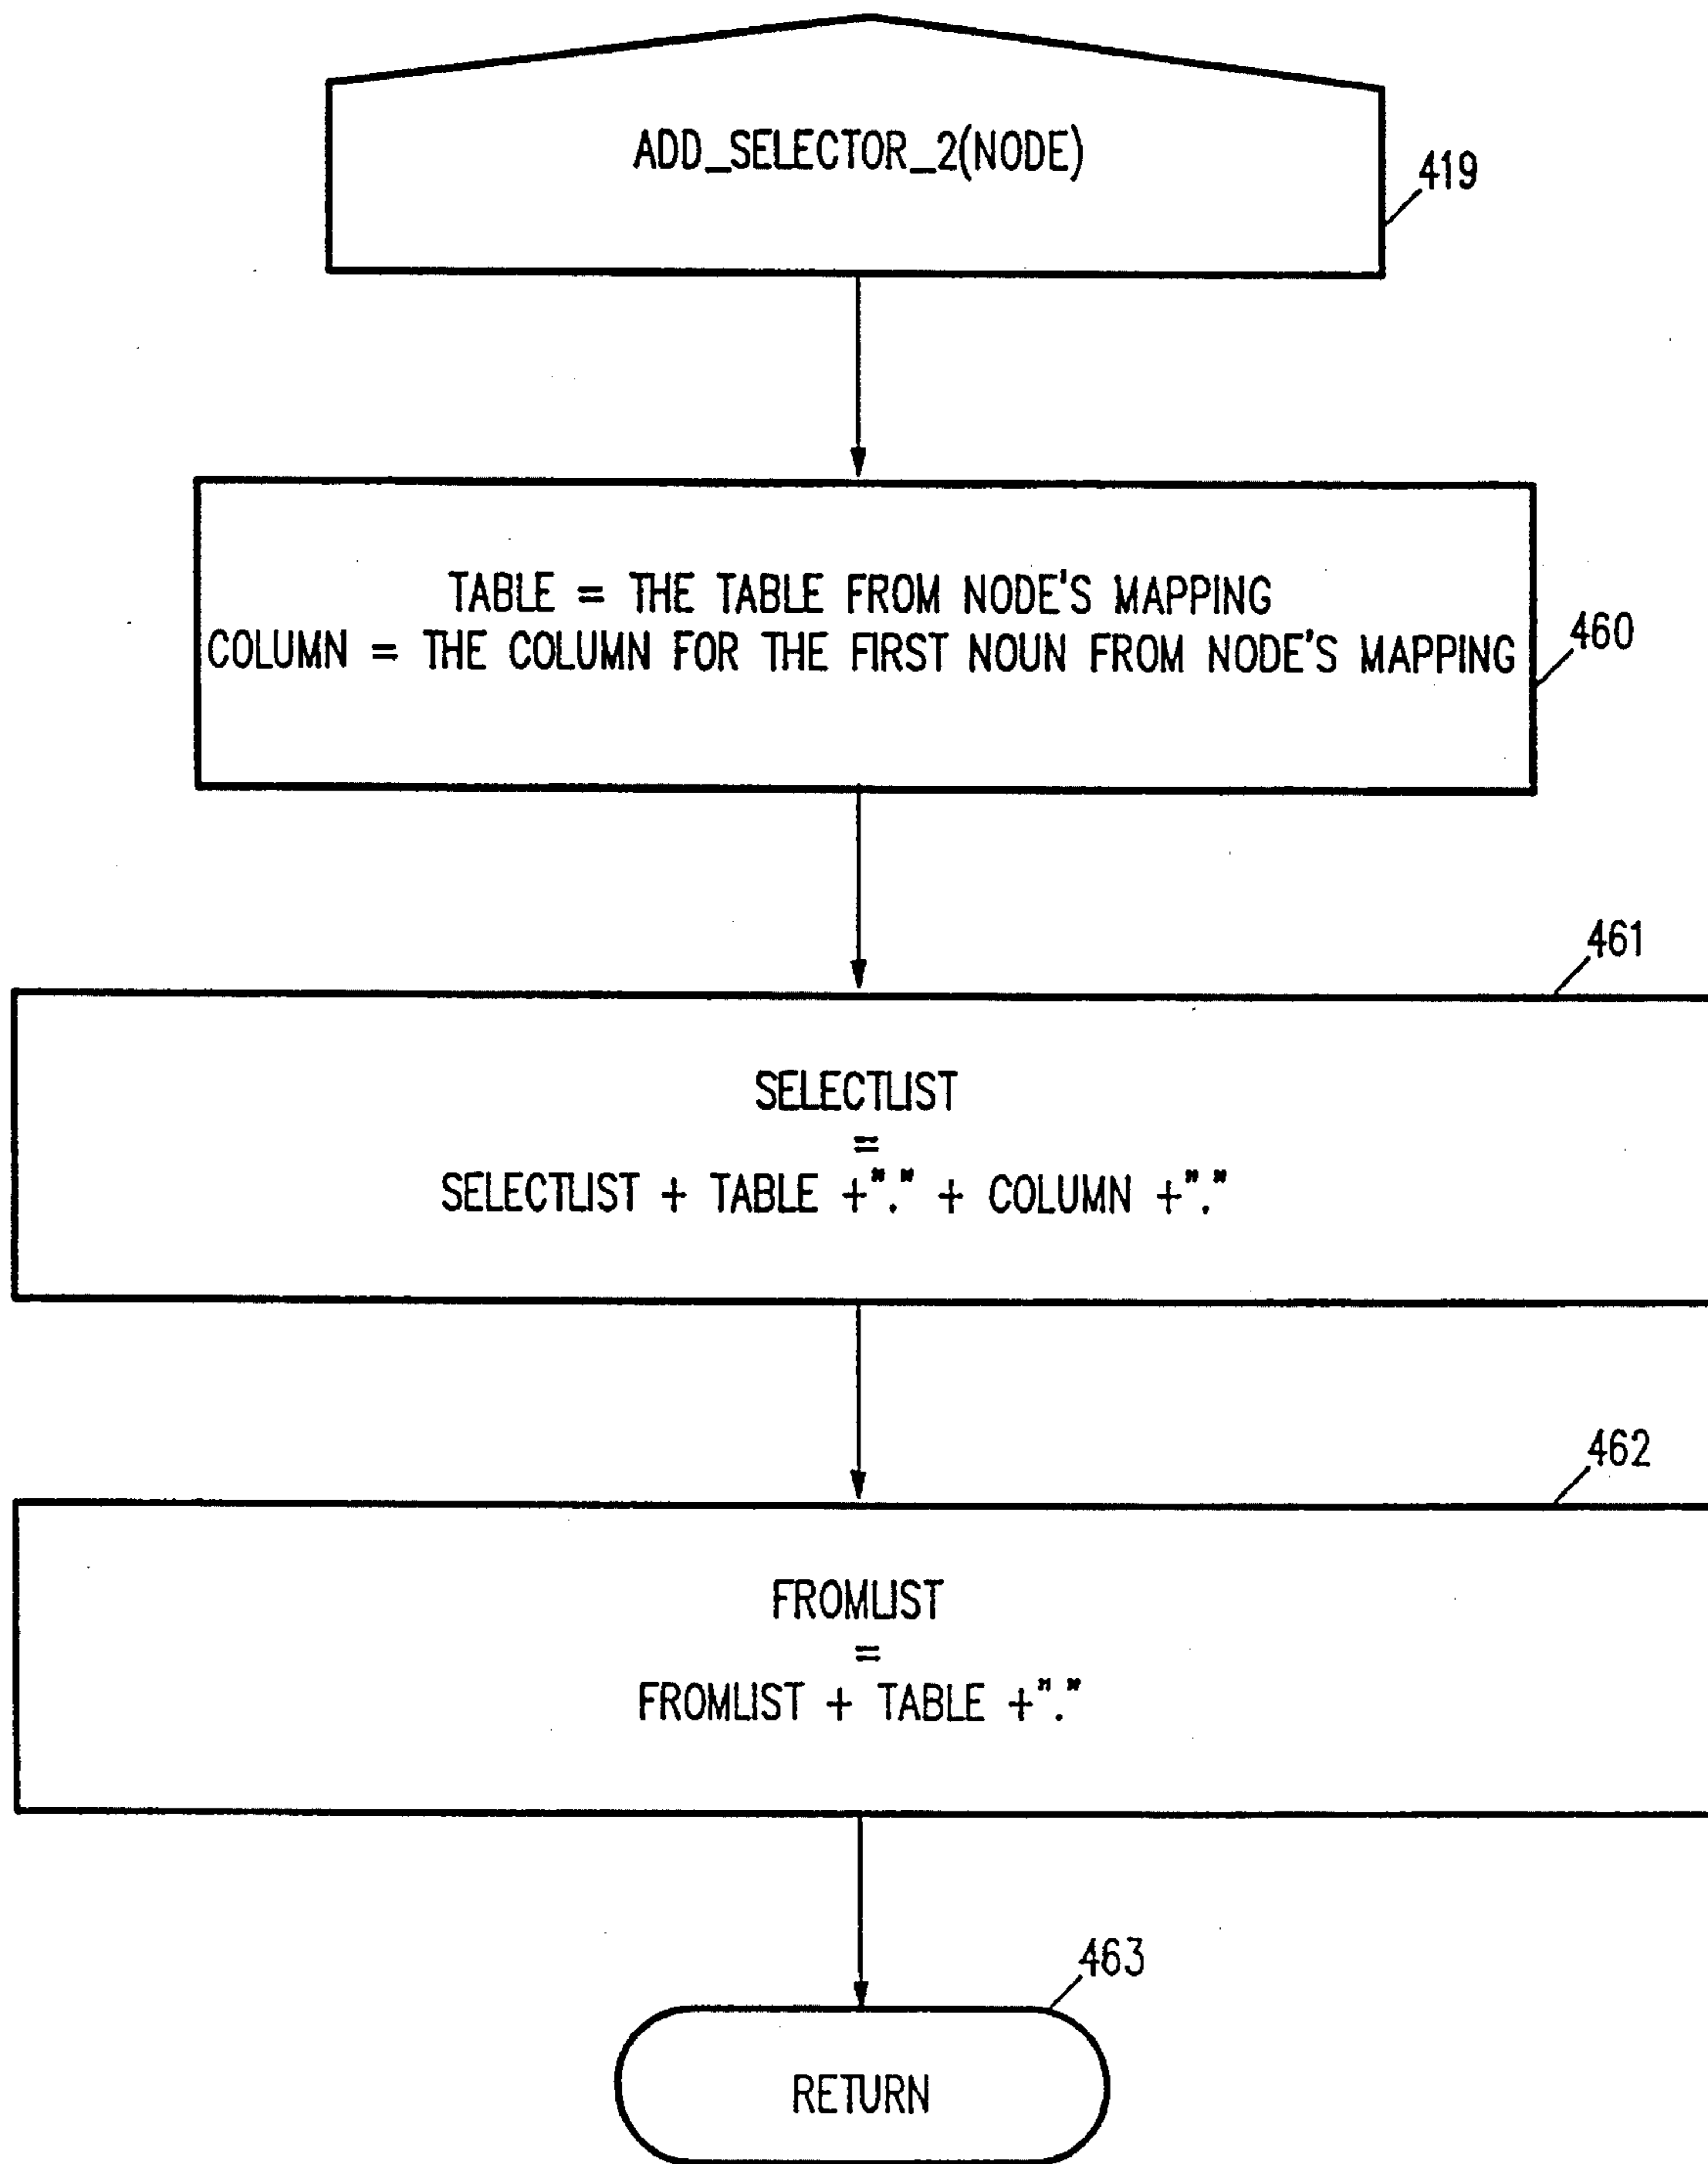 ADD_SELECTOR_2(NODE)
419
TABLE = THE TABLE FROM NODE'S MAPPING
COLUMN = THE COLUMN FOR THE FIRST NOUN FROM NODE'S MAPPING
460
461
SELECTLIST
=
SELECTLIST + TABLE +"." + COLUMN +"."
462
FROMLIST
=
FROMLIST + TABLE +"."
463
RETURN